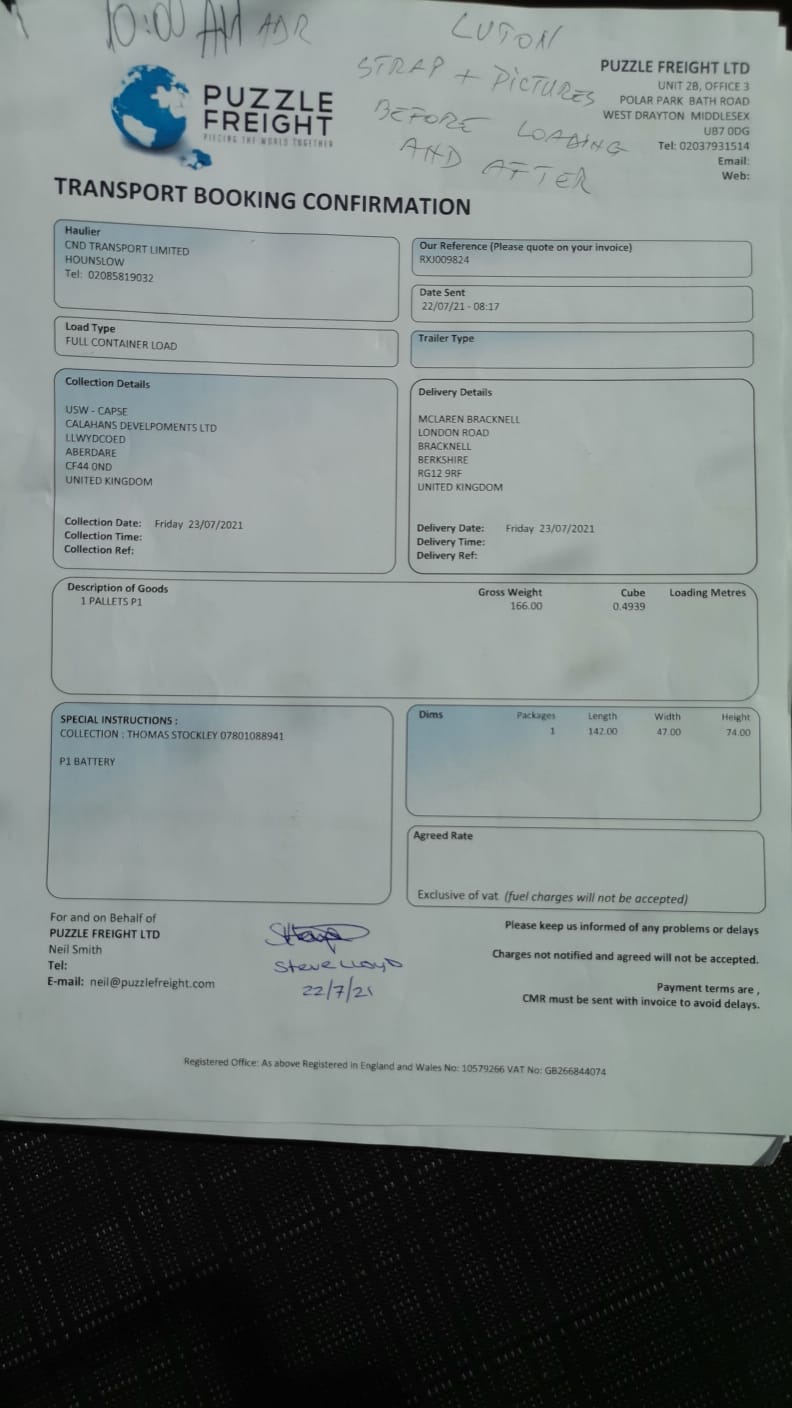 10:00 AM ADR
LUTON
STRAP + PICTURES
BEFORE LOADING
AND AFTER
PUZZLE
FREIGHT
PIECING THE WORLD TOGETHER
PUZZLE FREIGHT LTD
UNIT 2B, OFFICE 3
POLAR PARK BATH ROAD
WEST DRAYTON MIDDLESEX
UB7 0DG
Tel: 02037931514
Email:
Web:
TRANSPORT BOOKING CONFIRMATION
Haulier
CND TRANSPORT LIMITED
HOUNSLOW
Tel: 02085819032
Our Reference (Please quote on your invoice)
RXJ009824
Date Sent
22/07/21 - 08:17
Load Type
FULL CONTAINER LOAD
Trailer Type
Collection Details
USW - CAPSE
CALAHANS DEVELPOMENTS LTD
LLWYDCOED
ABERDARE
CF44 0ND
UNITED KINGDOM
Collection Date: Friday 23/07/2021
Collection Time:
Collection Ref:
Delivery Details
MCLAREN BRACKNELL
LONDON ROAD
BRACKNELL
BERKSHIRE
RG12 9RF
UNITED KINGDOM
Delivery Date: Friday 23/07/2021
Delivery Time:
Delivery Ref:
Description of Goods Gross Weight Cube Loading Metres
1 PALLETS P1 166.00 0.4939
SPECIAL INSTRUCTIONS :
COLLECTION : THOMAS STOCKLEY 07801088941
P1 BATTERY
Dims Packages Length Width Height
1 142.00 47.00 74.00
Agreed Rate
Exclusive of vat (fuel charges will not be accepted)
For and on Behalf of
PUZZLE FREIGHT LTD
Neil Smith
Tel:
E-mail: neil@puzzlefreight.com
Steve Lloyd
22/7/21
Please keep us informed of any problems or delays
Charges not notified and agreed will not be accepted.
Payment terms are ,
CMR must be sent with invoice to avoid delays.
Registered Office: As above Registered in England and Wales No: 10579266 VAT No: GB266844074